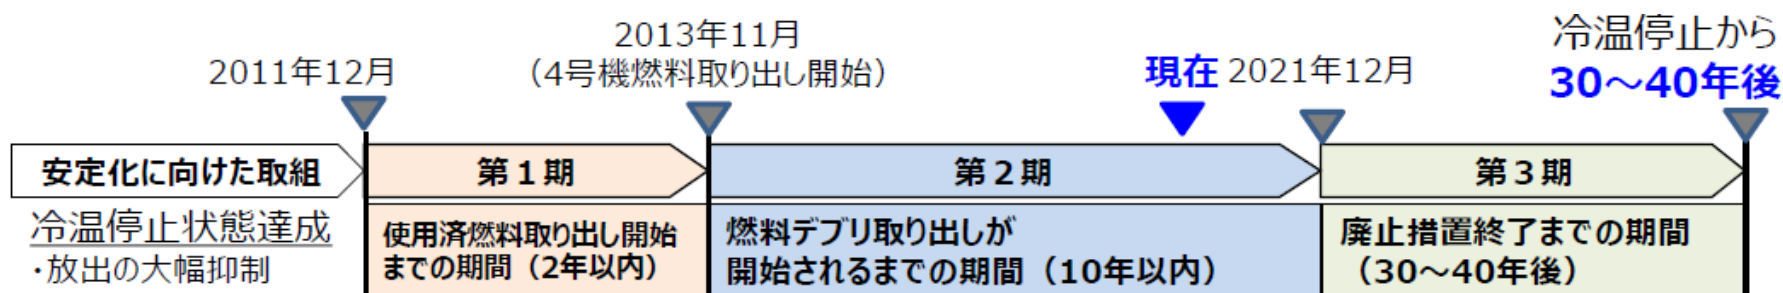 2011年12月
2013年11月
（4号機燃料取り出し開始）
現在
2021年12月
冷温停止から
30～40年後
安定化に向けた取組
第１期
第２期
第３期
冷温停止状態達成
・放出の大幅抑制
使用済燃料取り出し開始
までの期間（2年以内）
燃料デブリ取り出しが
開始されるまでの期間（10年以内）
廃止措置終了までの期間
（30～40年後）